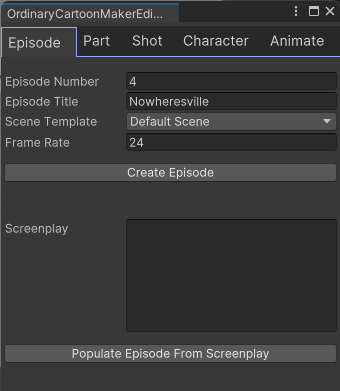 OrdinaryCartoonMakerEdi...
Episode Part Shot Character Animate
Episode Number 4
Episode Title Nowheresville
Scene Template Default Scene
Frame Rate 24
Create Episode
Screenplay
Populate Episode From Screenplay